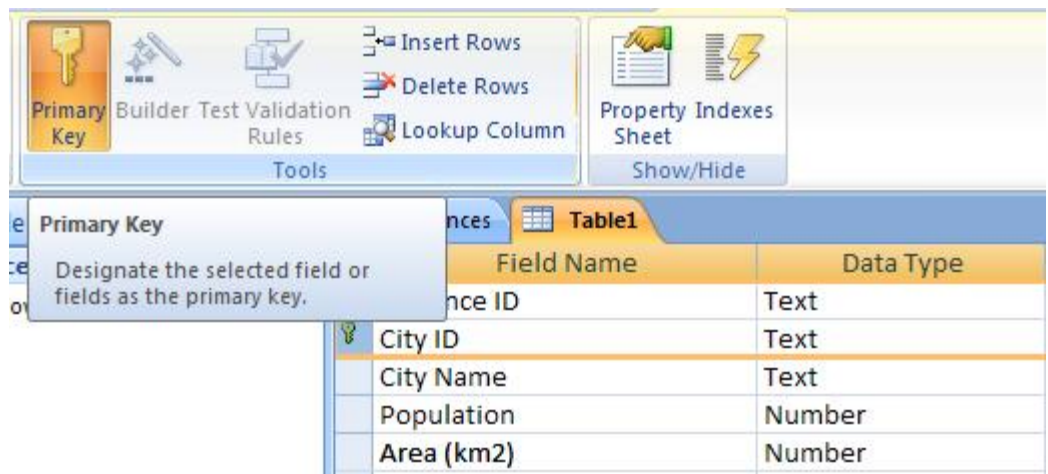 Insert Rows
Delete Rows
Lookup Column
Primary Key
Builder
Test Validation Rules
Property Sheet
Indexes
Tools
Show/Hide
Primary Key
Designate the selected field or
fields as the primary key.
Table1
Field Name
Data Type
ID
Text
City ID
Text
City Name
Text
Population
Number
Area (km2)
Number